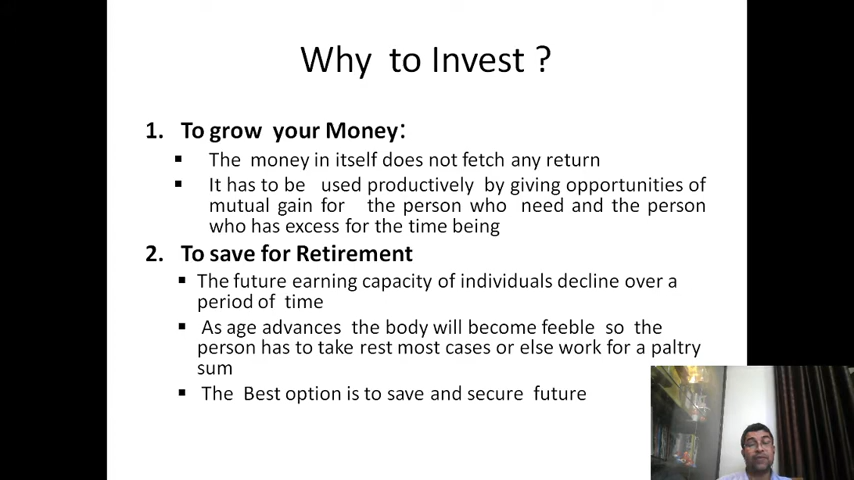 Why to Invest ?
1. To grow your Money:
▪ The money in itself does not fetch any return
▪ It has to be used productively by giving opportunities of
mutual gain for the person who need and the person
who has excess for the time being
2. To save for Retirement
▪ The future earning capacity of individuals decline over a
period of time
▪ As age advances the body will become feeble so the
person has to take rest most cases or else work for a paltry
sum
▪ The Best option is to save and secure future